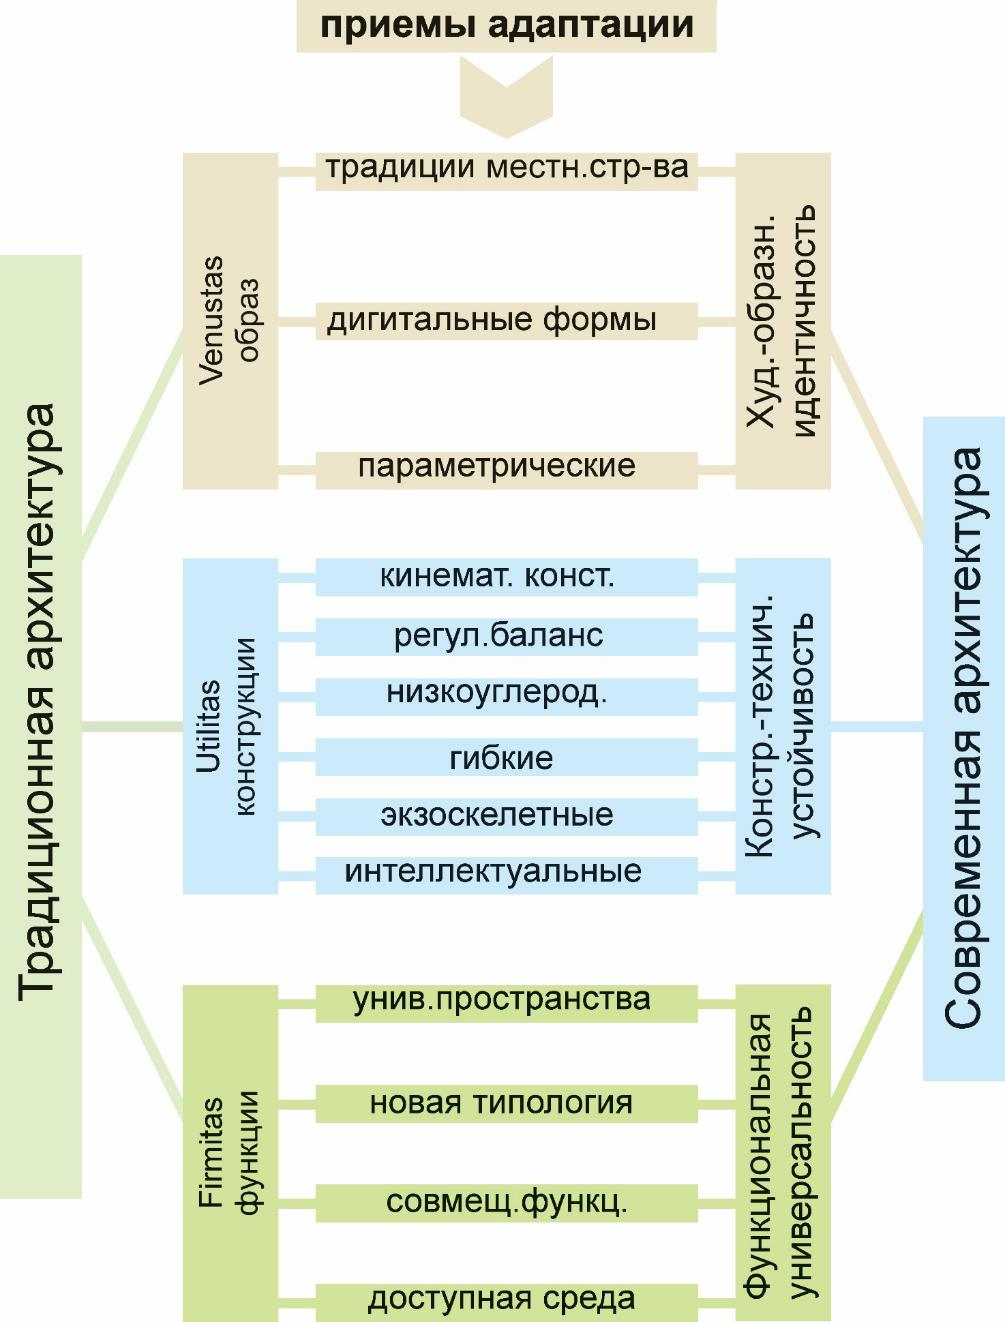 приемы адаптации
Традиционная архитектура
Venustas
образ
традиции местн.стр-ва
дигитальные формы
параметрические
Худ.-образн.
идентичность
Utilitas
конструкции
кинемат. конст.
регул.баланс
низкоуглерод.
гибкие
экзоскелетные
интеллектуальные
Констр.-технич.
устойчивость
Firmitas
функции
унив.пространства
новая типология
совмещ.функц.
доступная среда
Функциональная
универсальность
Современная архитектура